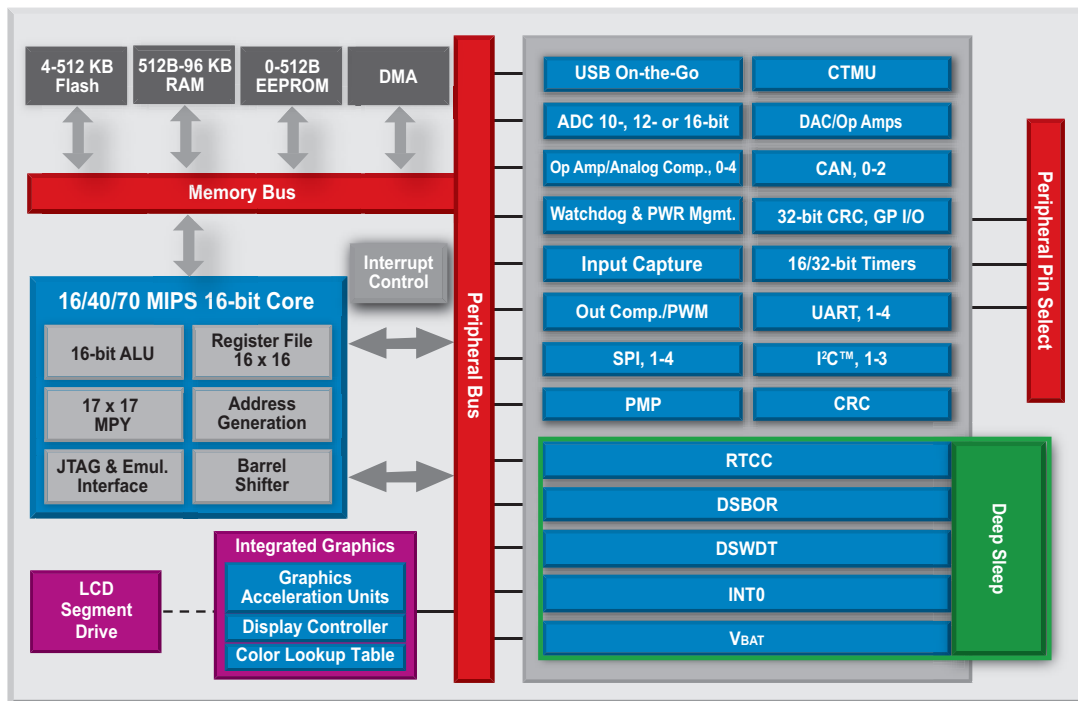 4-512 KB
Flash
512B-96 KB
RAM
0-512B
EEPROM
DMA
Memory Bus
Interrupt
Control
16/40/70 MIPS 16-bit Core
16-bit ALU
Register File
16 x 16
17 x 17
MPY
Address
Generation
JTAG & Emul.
Interface
Barrel
Shifter
LCD
Segment
Drive
Integrated Graphics
Graphics
Acceleration Units
Display Controller
Color Lookup Table
Peripheral Bus
USB On-the-Go
CTMU
ADC 10-, 12- or 16-bit
DAC/Op Amps
Op Amp/Analog Comp., 0-4
CAN, 0-2
Watchdog & PWR Mgmt.
32-bit CRC, GP I/O
Input Capture
16/32-bit Timers
Out Comp./PWM
UART, 1-4
SPI, 1-4
I²C™, 1-3
PMP
CRC
RTCC
DSBOR
DSWDT
INT0
VBAT
Deep Sleep
Peripheral Pin Select